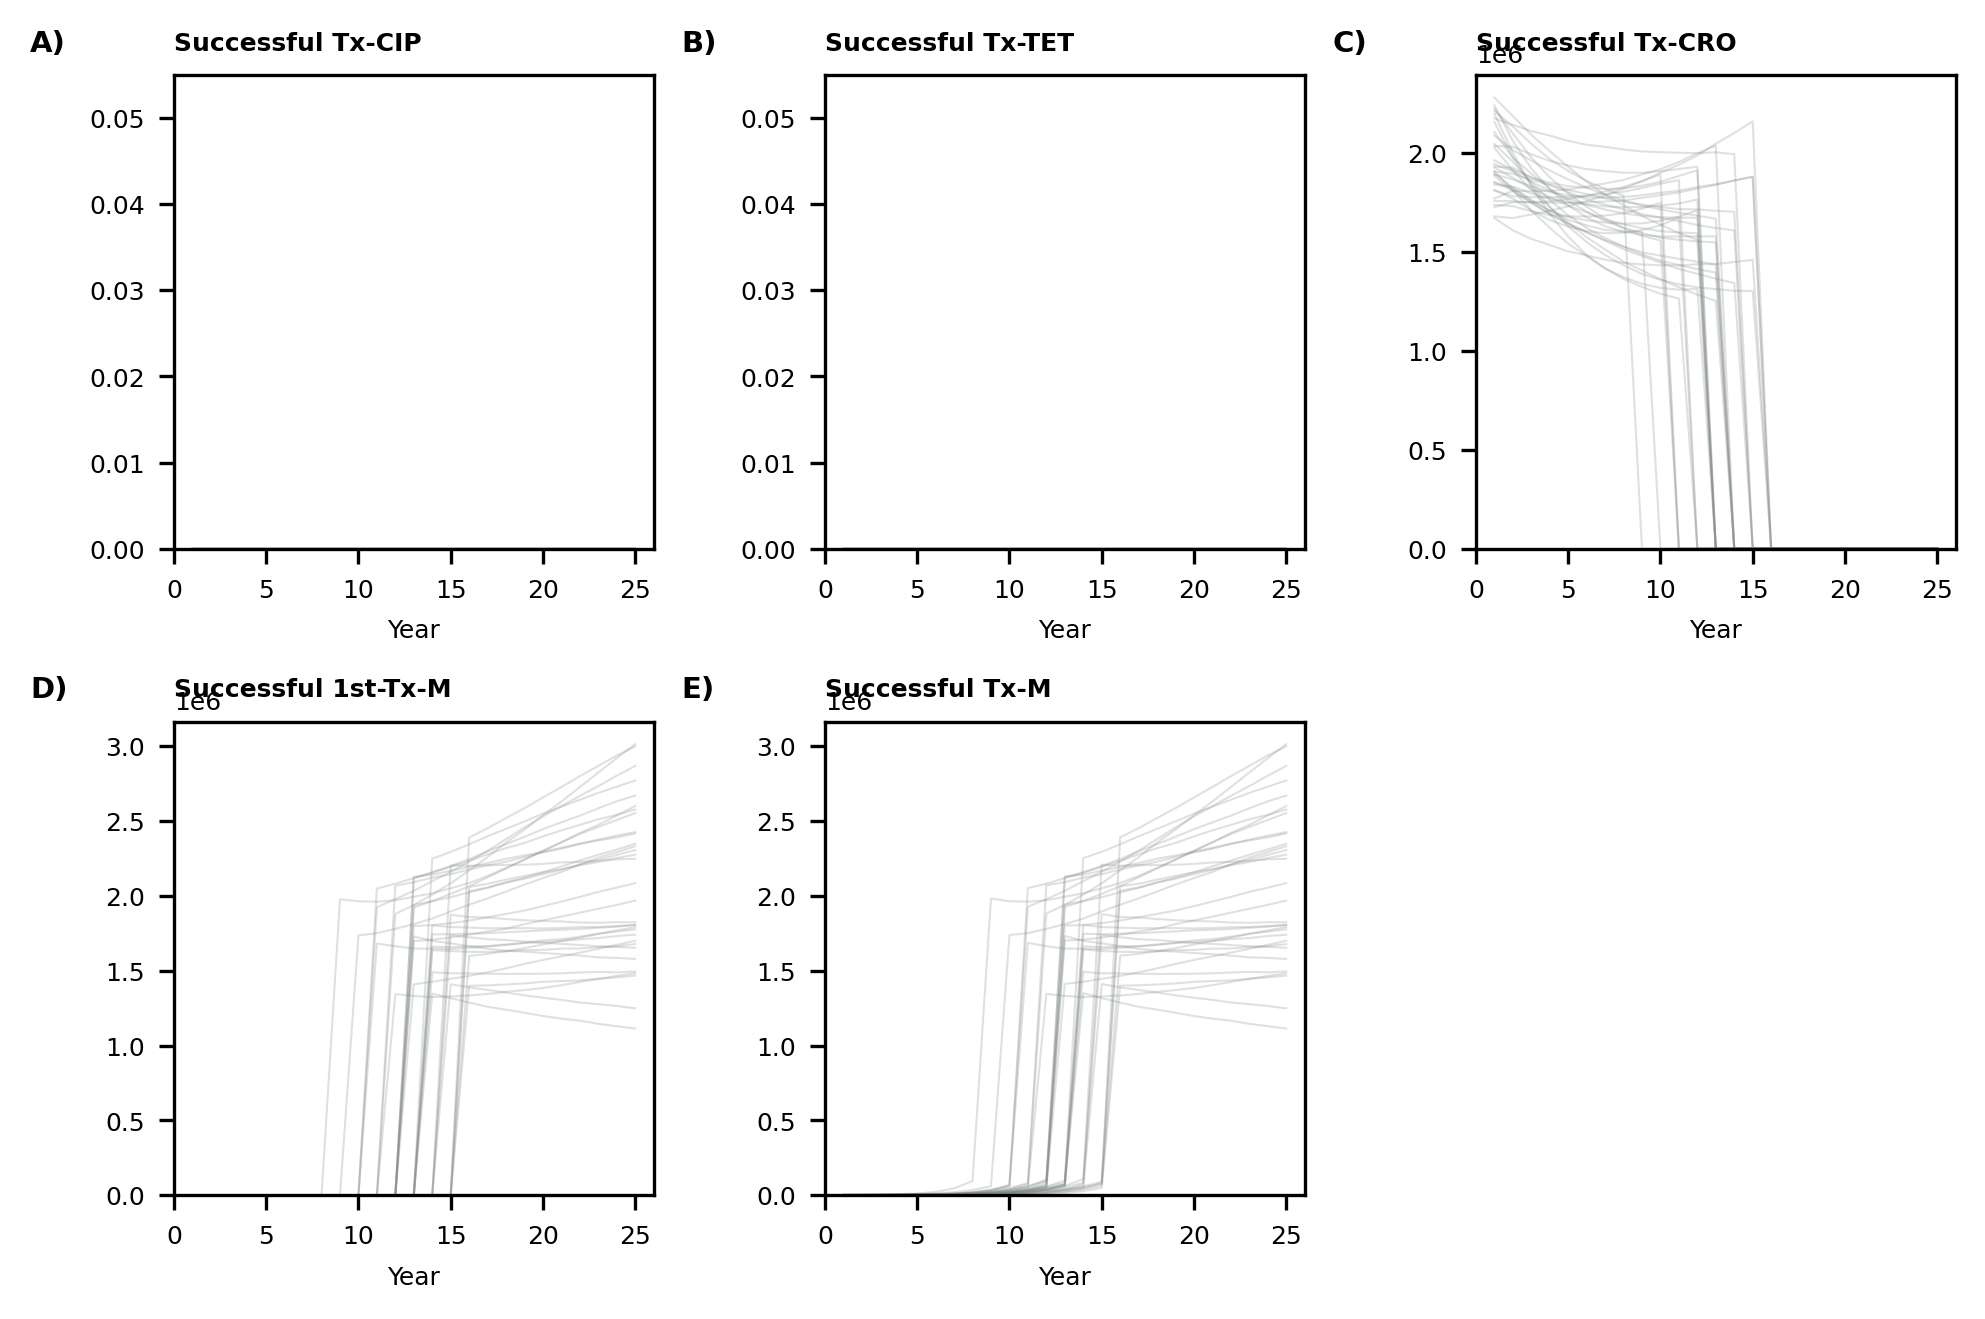 A) Successful Tx-CIP
0.05
0.04
0.03
0.02
0.01
0.00
0 5 10 15 20 25
Year
B) Successful Tx-TET
0.05
0.04
0.03
0.02
0.01
0.00
0 5 10 15 20 25
Year
C) Successful Tx-CRO
1e6
2.0
1.5
1.0
0.5
0.0
0 5 10 15 20 25
Year
D) Successful 1st-Tx-M
1e6
3.0
2.5
2.0
1.5
1.0
0.5
0.0
0 5 10 15 20 25
Year
E) Successful Tx-M
1e6
3.0
2.5
2.0
1.5
1.0
0.5
0.0
0 5 10 15 20 25
Year